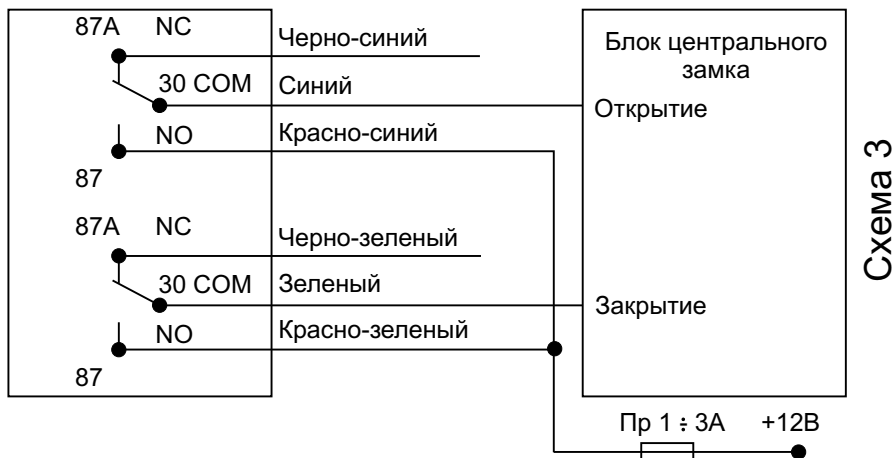 87A NC
Черно-синий
30 COM Синий
NO Красно-синий
87
87A NC
Черно-зеленый
30 COM Зеленый
NO Красно-зеленый
87
Блок центрального
замка
Открытие
Закрытие
Пр 1 ÷ 3А +12В
Схема 3